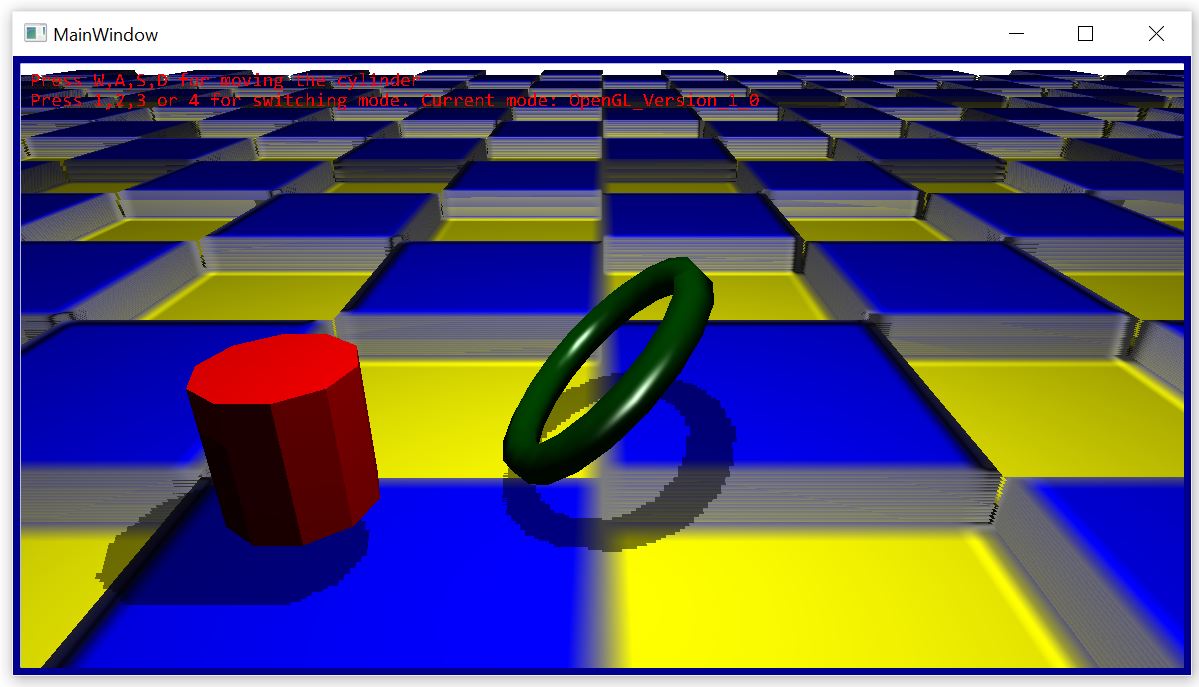 MainWindow
Press W,A,S,D for moving the cylinder
Press 1,2,3 or 4 for switching mode. Current mode: OpenGL_Version_1_0